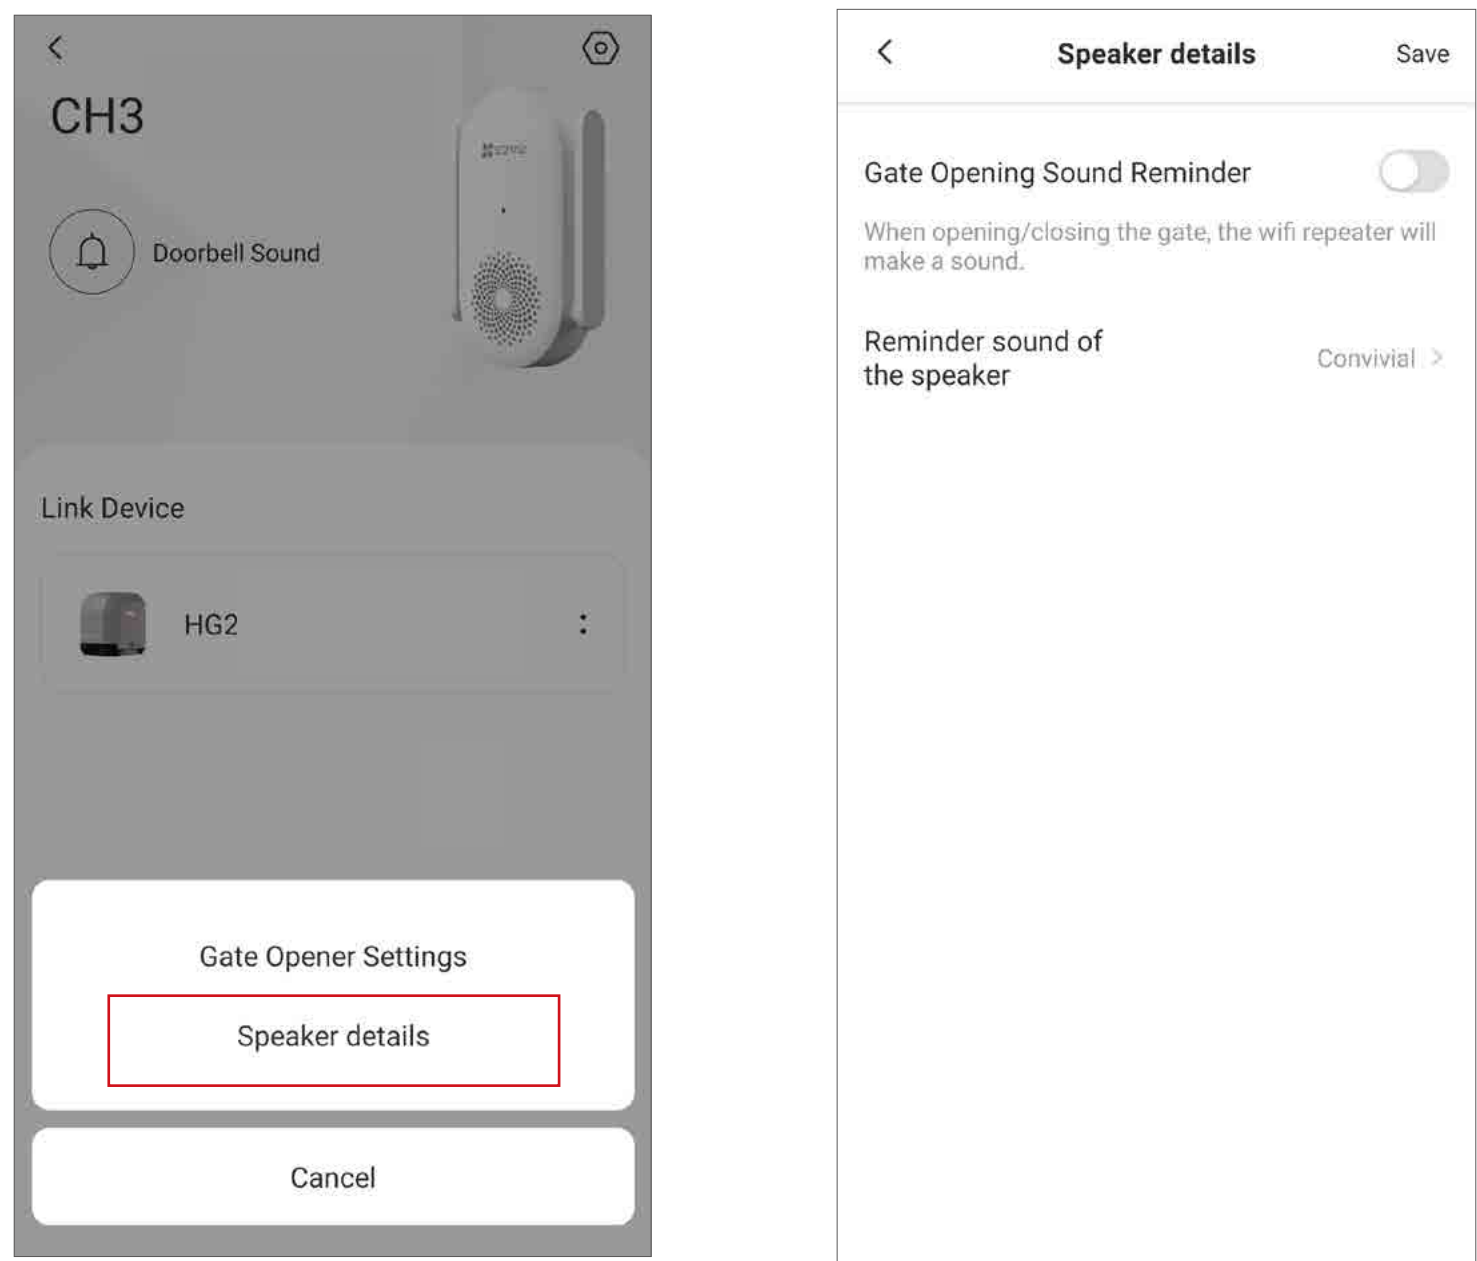 CH3
EZVIZ
Doorbell Sound
Link Device
HG2
Gate Opener Settings
Speaker details
Cancel
Speaker details
Save
Gate Opening Sound Reminder
When opening/closing the gate, the wifi repeater will
make a sound.
Reminder sound of
the speaker
Convivial